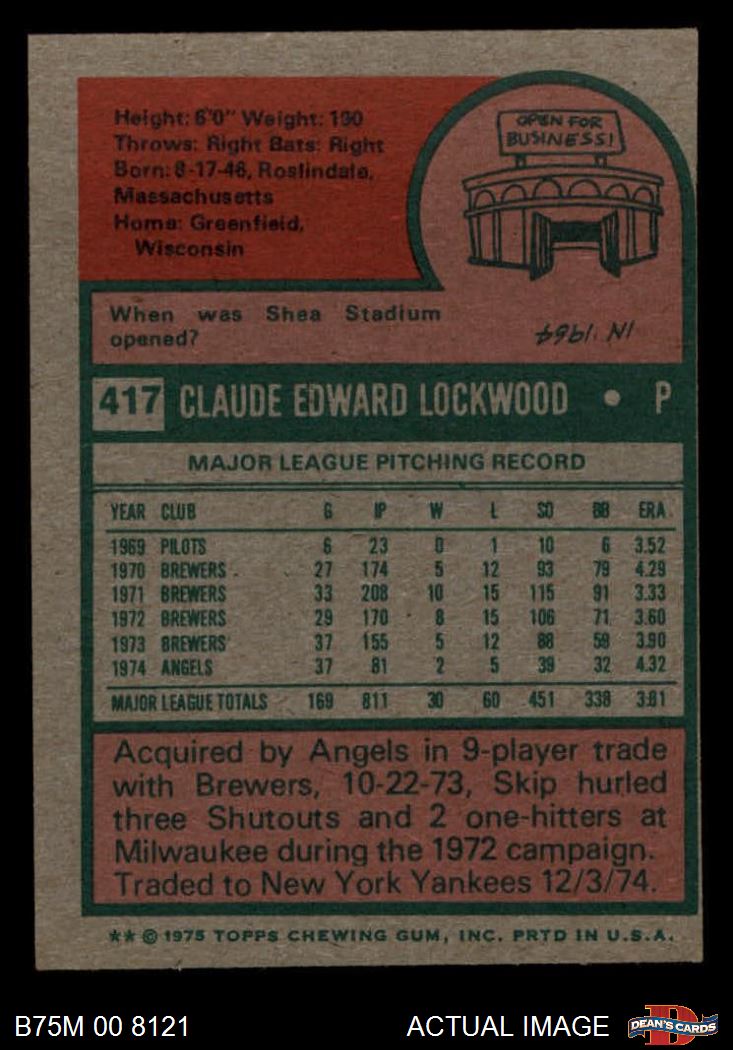 Height: 6'0" Weight: 190
Throws: Right Bats: Right
Born: 8-17-46, Roslindale,
Massachusetts
Home: Greenfield,
Wisconsin
OPEN FOR
BUSINESS!
When was Shea Stadium
opened?
IN 1964.
417 CLAUDE EDWARD LOCKWOOD • P
MAJOR LEAGUE PITCHING RECORD
YEAR CLUB G IP W L SO BB ERA
1969 PILOTS 6 23 0 1 10 6 3.52
1970 BREWERS 27 174 5 12 93 79 4.29
1971 BREWERS 33 208 10 15 115 91 3.33
1972 BREWERS 29 170 8 15 106 71 3.60
1973 BREWERS 37 155 5 12 88 59 3.90
1974 ANGELS 37 81 2 5 39 32 4.32
MAJOR LEAGUE TOTALS 169 811 30 60 451 338 3.81
Acquired by Angels in 9-player trade
with Brewers, 10-22-73, Skip hurled
three Shutouts and 2 one-hitters at
Milwaukee during the 1972 campaign.
Traded to New York Yankees 12/3/74.
** © 1975 TOPPS CHEWING GUM, INC. PRTD IN U.S.A.
B75M 00 8121 ACTUAL IMAGE DEAN'S CARDS